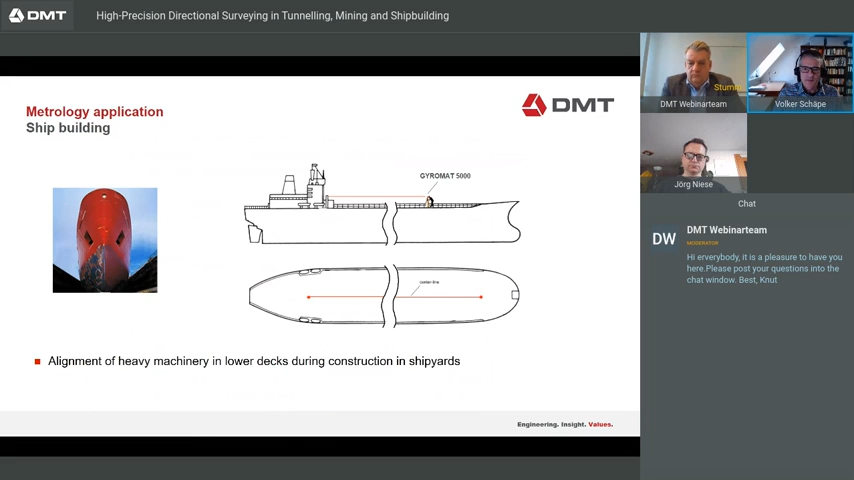 DMT
High-Precision Directional Surveying in Tunnelling, Mining and Shipbuilding
Metrology application
Ship building
DMT
GYROMAT 5000
center-line
Alignment of heavy machinery in lower decks during construction in shipyards
Engineering. Insight. Values.
Stumm
DMT Webinarteam
Volker Schäpe
Jörg Niese
Chat
DW
DMT Webinarteam
MODERATOR
Hi erverybody, it is a pleasure to have you
here.Please post your questions into the
chat window. Best, Knut